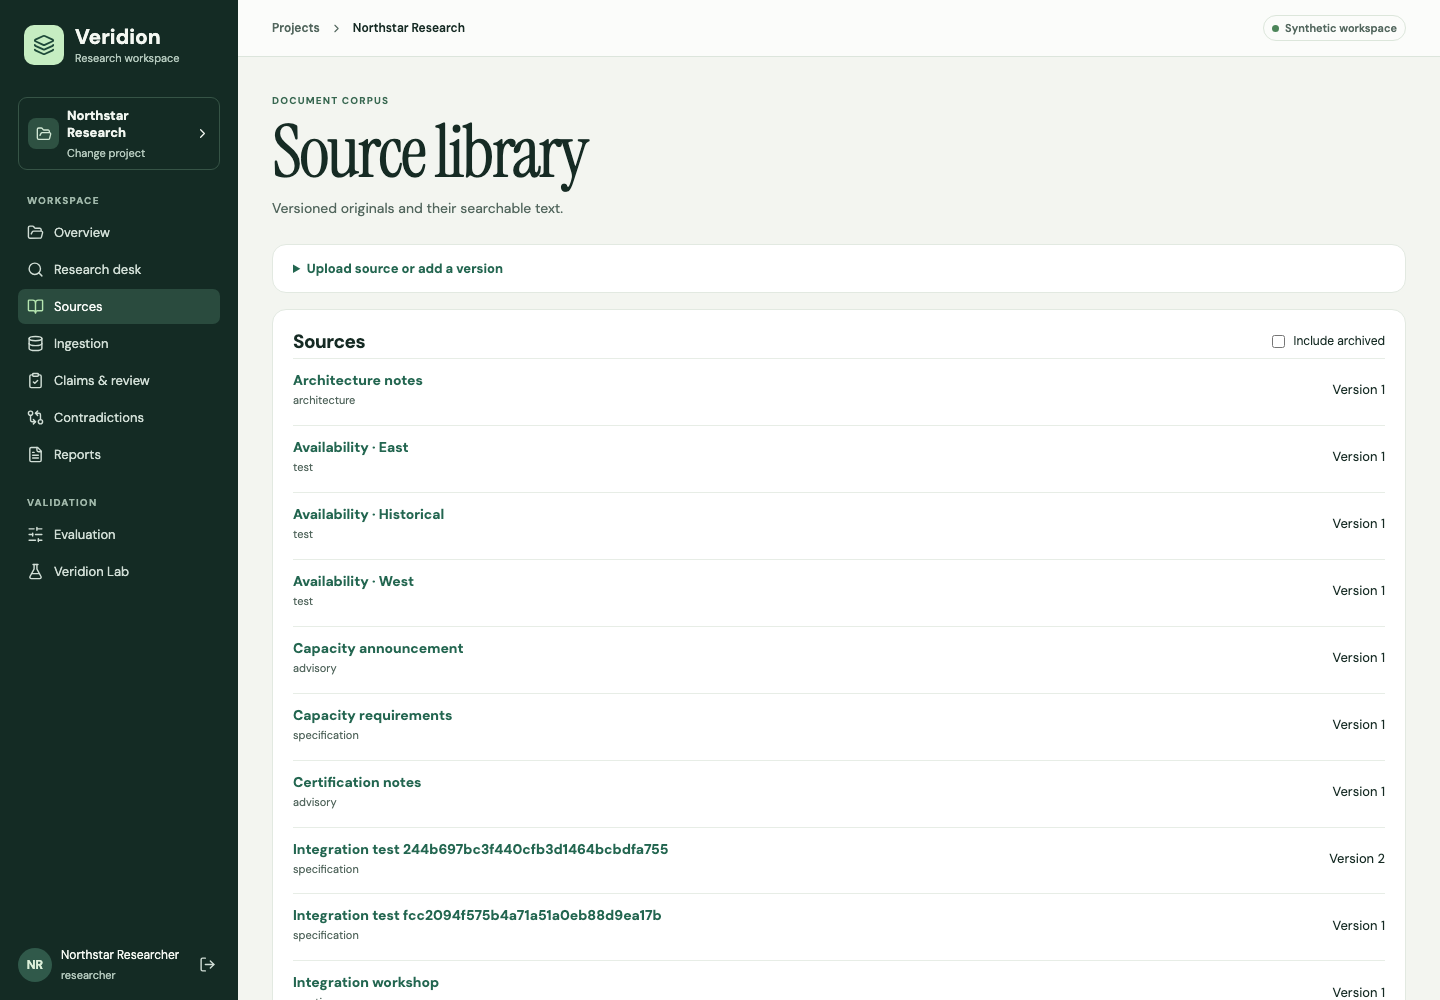 Veridion
Research workspace
Northstar
Research
Change project
WORKSPACE
Overview
Research desk
Sources
Ingestion
Claims & review
Contradictions
Reports
VALIDATION
Evaluation
Veridion Lab
NR
Northstar Researcher
researcher
Projects > Northstar Research
Synthetic workspace
DOCUMENT CORPUS
Source library
Versioned originals and their searchable text.
Upload source or add a version
Sources
Include archived
Architecture notes
architecture
Version 1
Availability · East
test
Version 1
Availability · Historical
test
Version 1
Availability · West
test
Version 1
Capacity announcement
advisory
Version 1
Capacity requirements
specification
Version 1
Certification notes
advisory
Version 1
Integration test 244b697bc3f440cfb3d1464bcbdfa755
specification
Version 2
Integration test fcc2094f575b4a71a51a0eb88d9ea17b
specification
Version 1
Integration workshop
Version 1